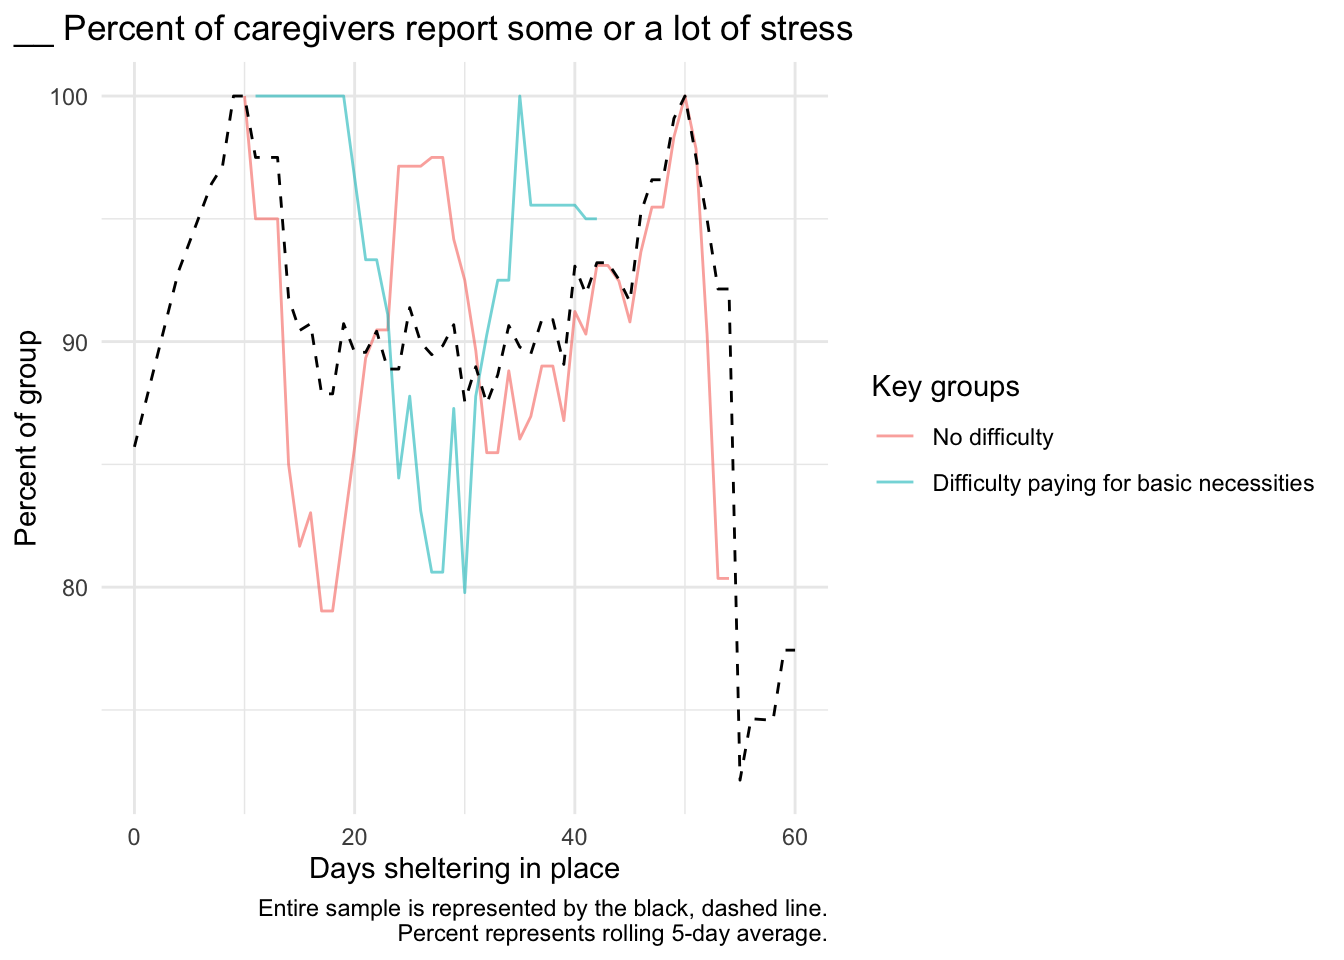 __ Percent of caregivers report some or a lot of stress
100
90
80
Percent of group
0 20 40 60
Days sheltering in place
Key groups
No difficulty
Difficulty paying for basic necessities
Entire sample is represented by the black, dashed line.
Percent represents rolling 5-day average.